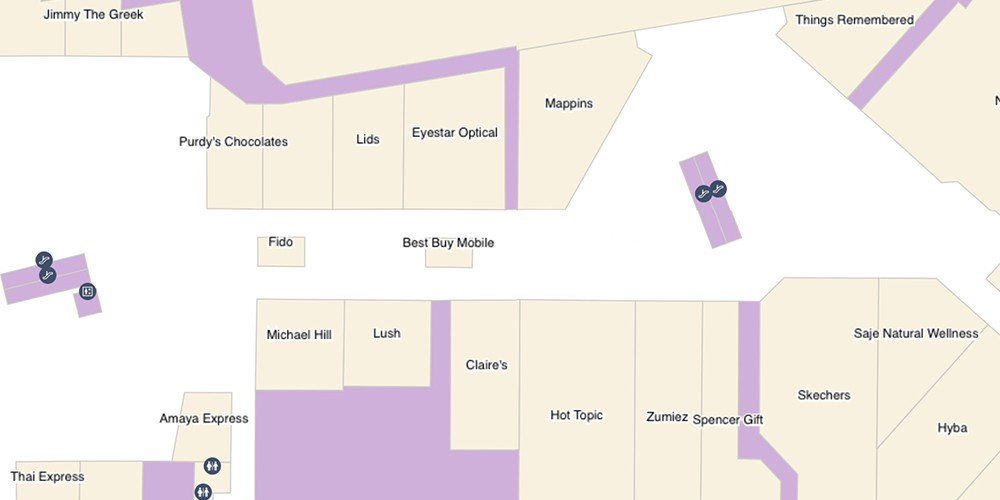 Jimmy The Greek
Things Remembered
N
Mappins
Purdy's Chocolates
Lids
Eyestar Optical
Fido
Best Buy Mobile
Michael Hill
Lush
Saje Natural Wellness
Claire's
Skechers
Amaya Express
Hot Topic
Zumiez
Spencer Gift
Hyba
Thai Express